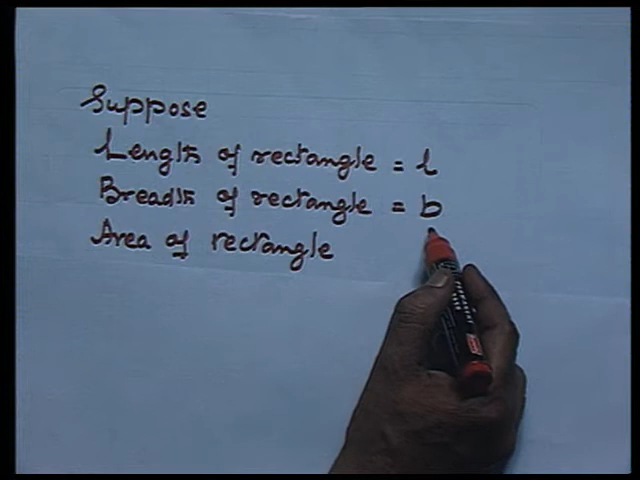 Suppose
Length of rectangle = l
Breadth of rectangle = b
Area of rectangle